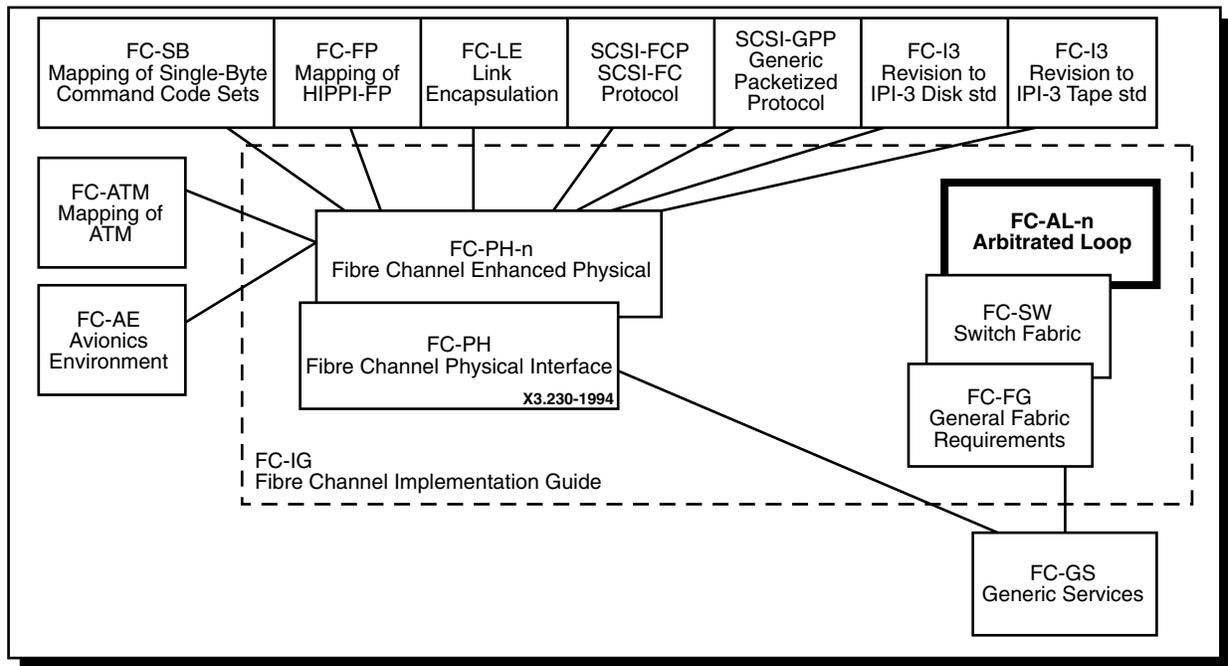 FC-SB
Mapping of Single-Byte
Command Code Sets
FC-FP
Mapping of
HIPPI-FP
FC-LE
Link
Encapsulation
SCSI-FCP
SCSI-FC
Protocol
SCSI-GPP
Generic
Packetized
Protocol
FC-I3
Revision to
IPI-3 Disk std
FC-I3
Revision to
IPI-3 Tape std
FC-ATM
Mapping of
ATM
FC-AE
Avionics
Environment
FC-PH-n
Fibre Channel Enhanced Physical
FC-PH
Fibre Channel Physical Interface
X3.230-1994
FC-AL-n
Arbitrated Loop
FC-SW
Switch Fabric
FC-FG
General Fabric
Requirements
FC-IG
Fibre Channel Implementation Guide
FC-GS
Generic Services